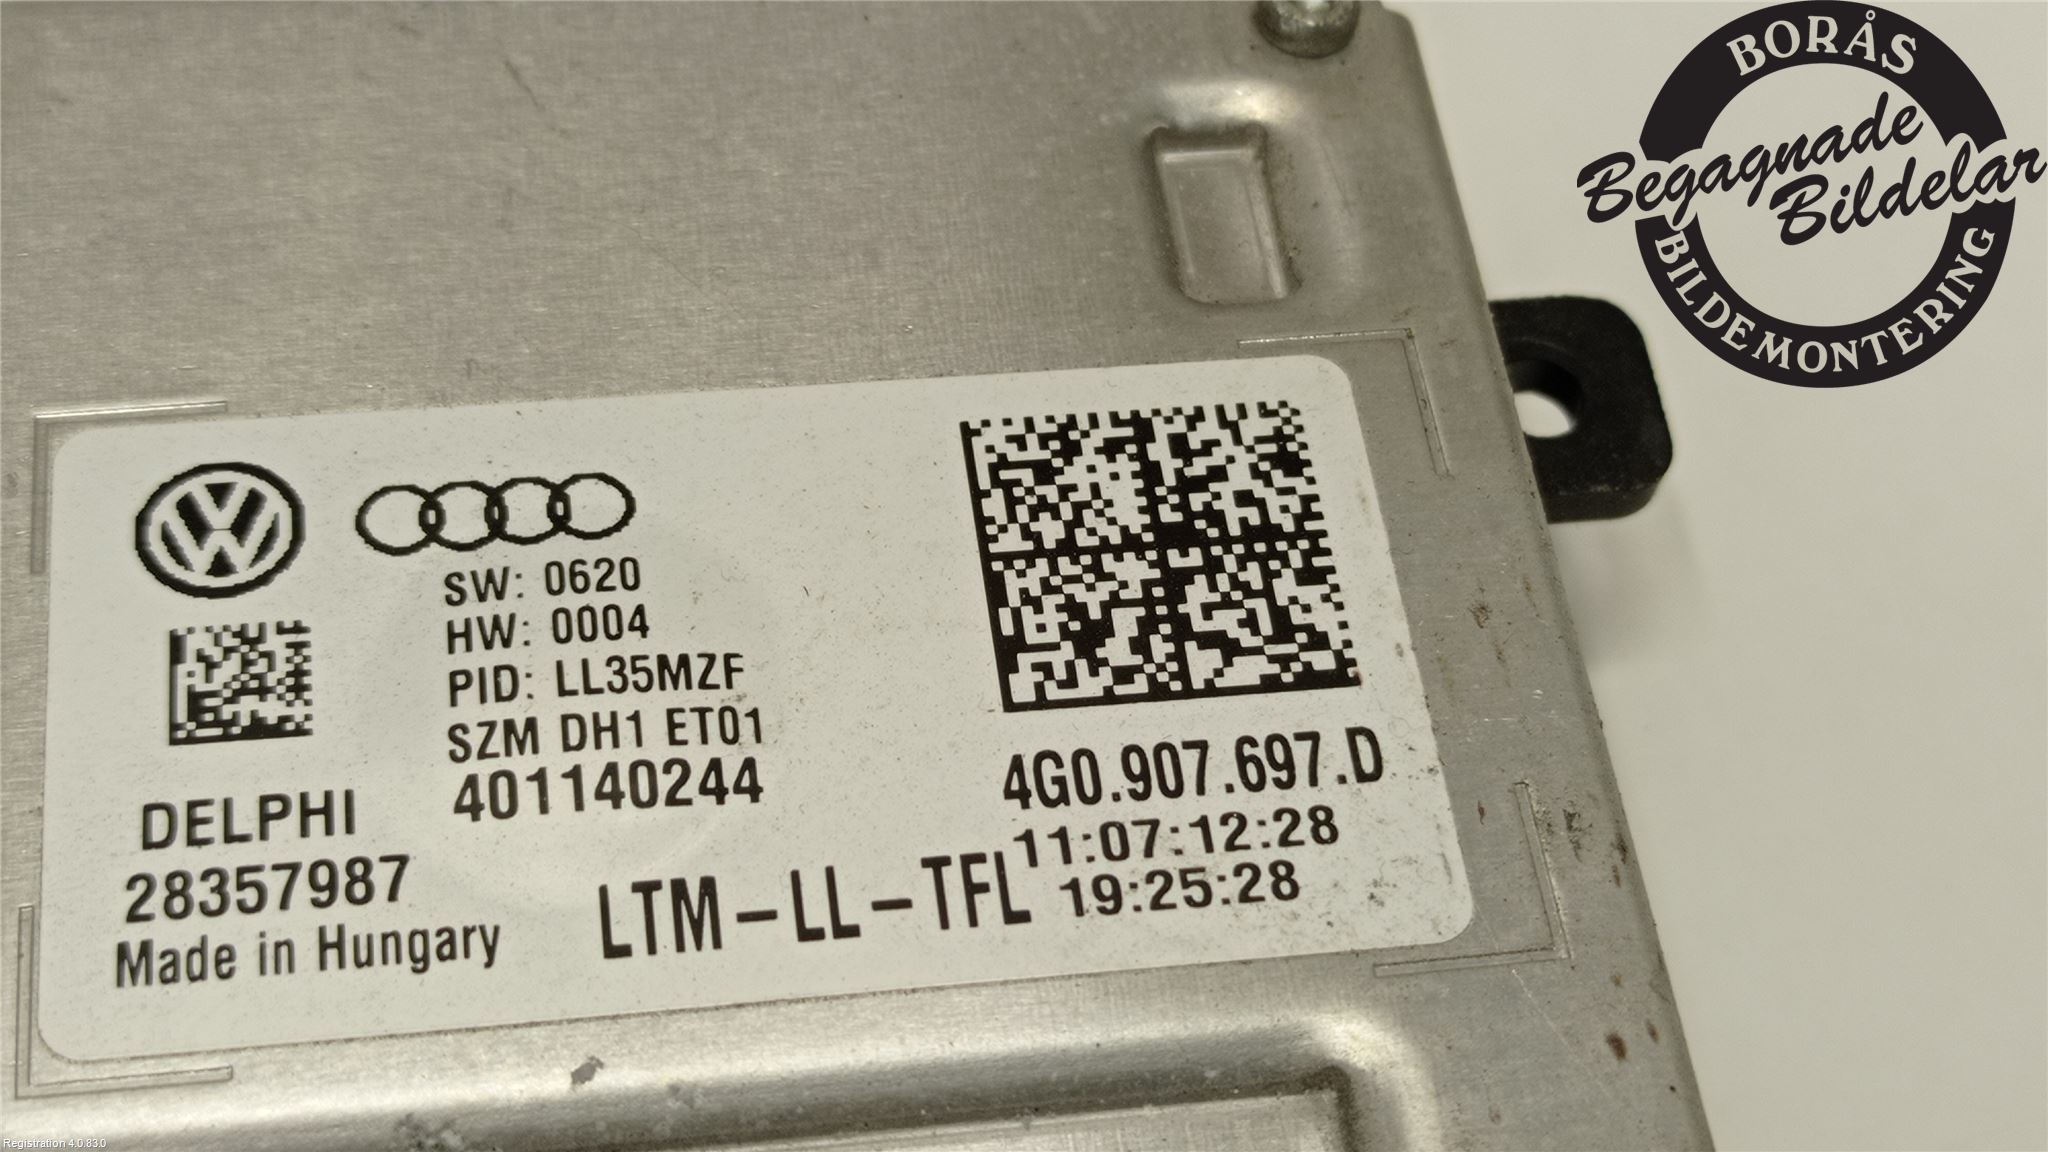 BORÅS
Begagnade
Bildelar
BILDEMONTERING
SW: 0620
HW: 0004
PID: LL35MZF
SZM DH1 ET01
401140244
DELPHI
28357987
Made in Hungary
LTM-LL-TFL
4G0.907.697.D
11:07:12:28
19:25:28
Registration 4.0.83.0